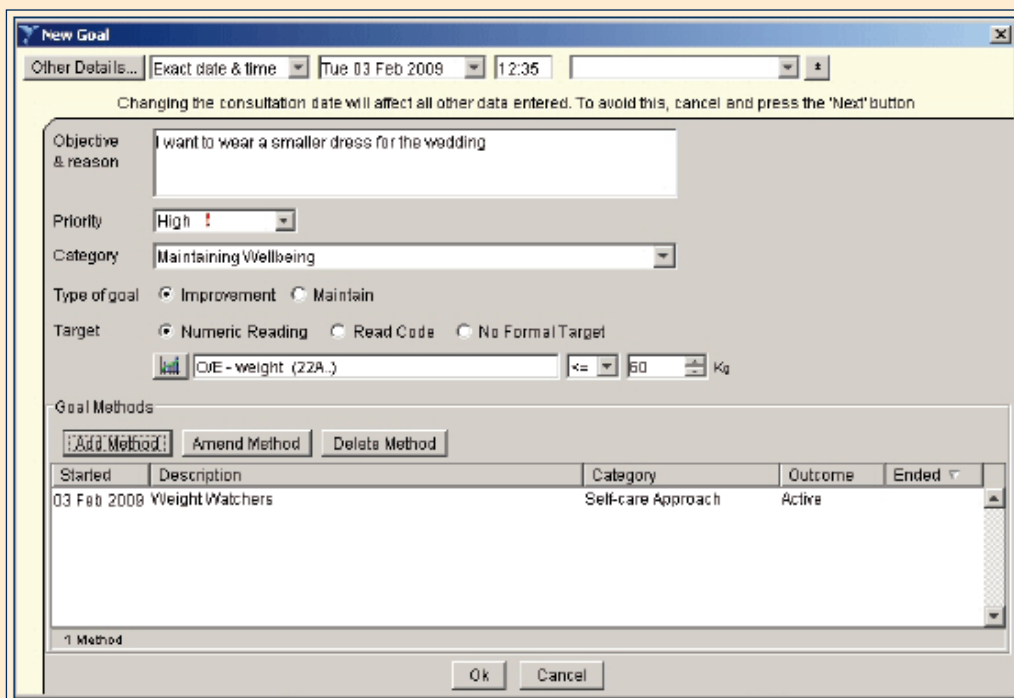 New Goal
Other Details... Exact date & time Tue 03 Feb 2009 12:35
Changing the consultation date will affect all other data entered. To avoid this, cancel and press the 'Next' button
Objective & reason I want to wear a smaller dress for the wedding
Priority High !
Category Maintaining Wellbeing
Type of goal Improvement Maintain
Target Numeric Reading Read Code No Formal Target
O/E - weight (22A..) <= 60 Kg
Goal Methods
Add Method Amend Method Delete Method
Started Description Category Outcome Ended
03 Feb 2009 Weight Watchers Self-care Approach Active
1 Method
Ok Cancel